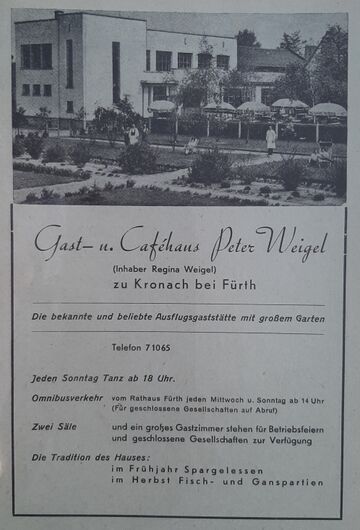 Gast- u. Caféhaus Peter Weigel
(Inhaber Regina Weigel)
zu Kronach bei Fürth
Die bekannte und beliebte Ausflugsgaststätte mit großem Garten
Telefon 71065
Jeden Sonntag Tanz ab 18 Uhr.
Omnibusverkehr vom Rathaus Fürth jeden Mittwoch u. Sonntag ab 14 Uhr
(Für geschlossene Gesellschaften auf Abruf)
Zwei Säle und ein großes Gastzimmer stehen für Betriebsfeiern
und geschlossene Gesellschaften zur Verfügung
Die Tradition des Hauses:
im Frühjahr Spargelessen
im Herbst Fisch- und Ganspartien